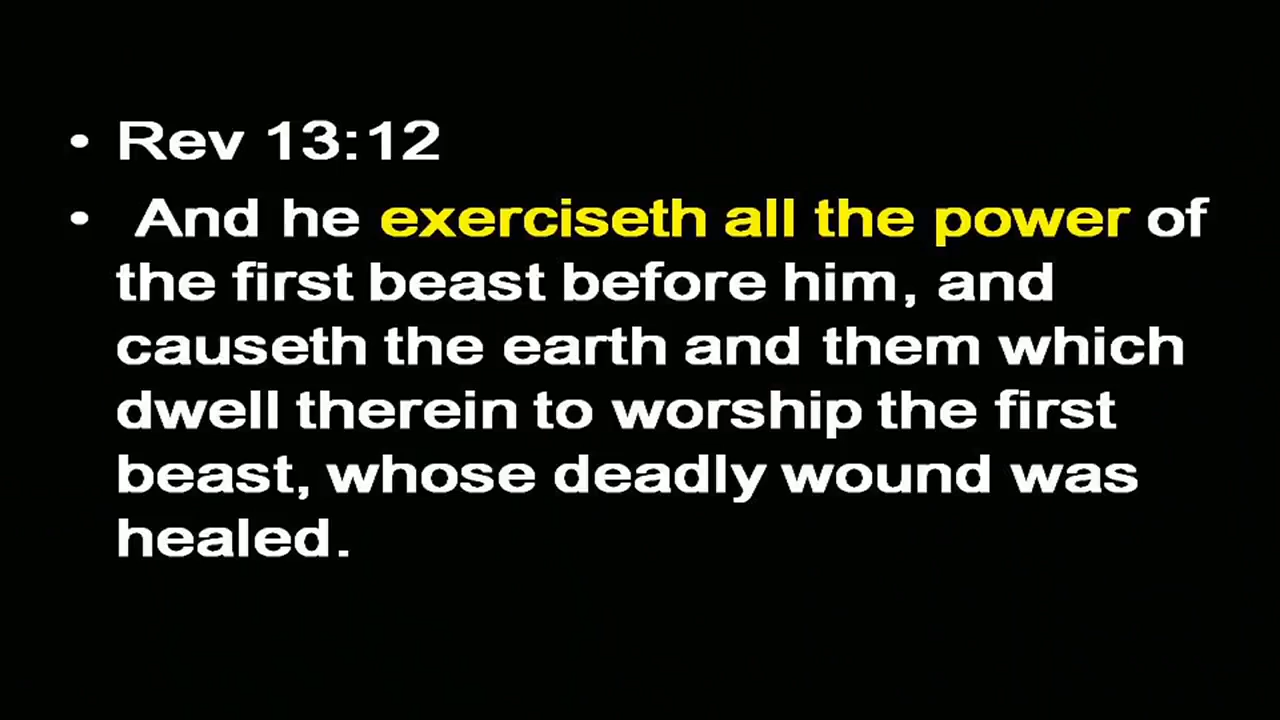 • Rev 13:12
• And he exerciseth all the power of
the first beast before him, and
causeth the earth and them which
dwell therein to worship the first
beast, whose deadly wound was
healed.